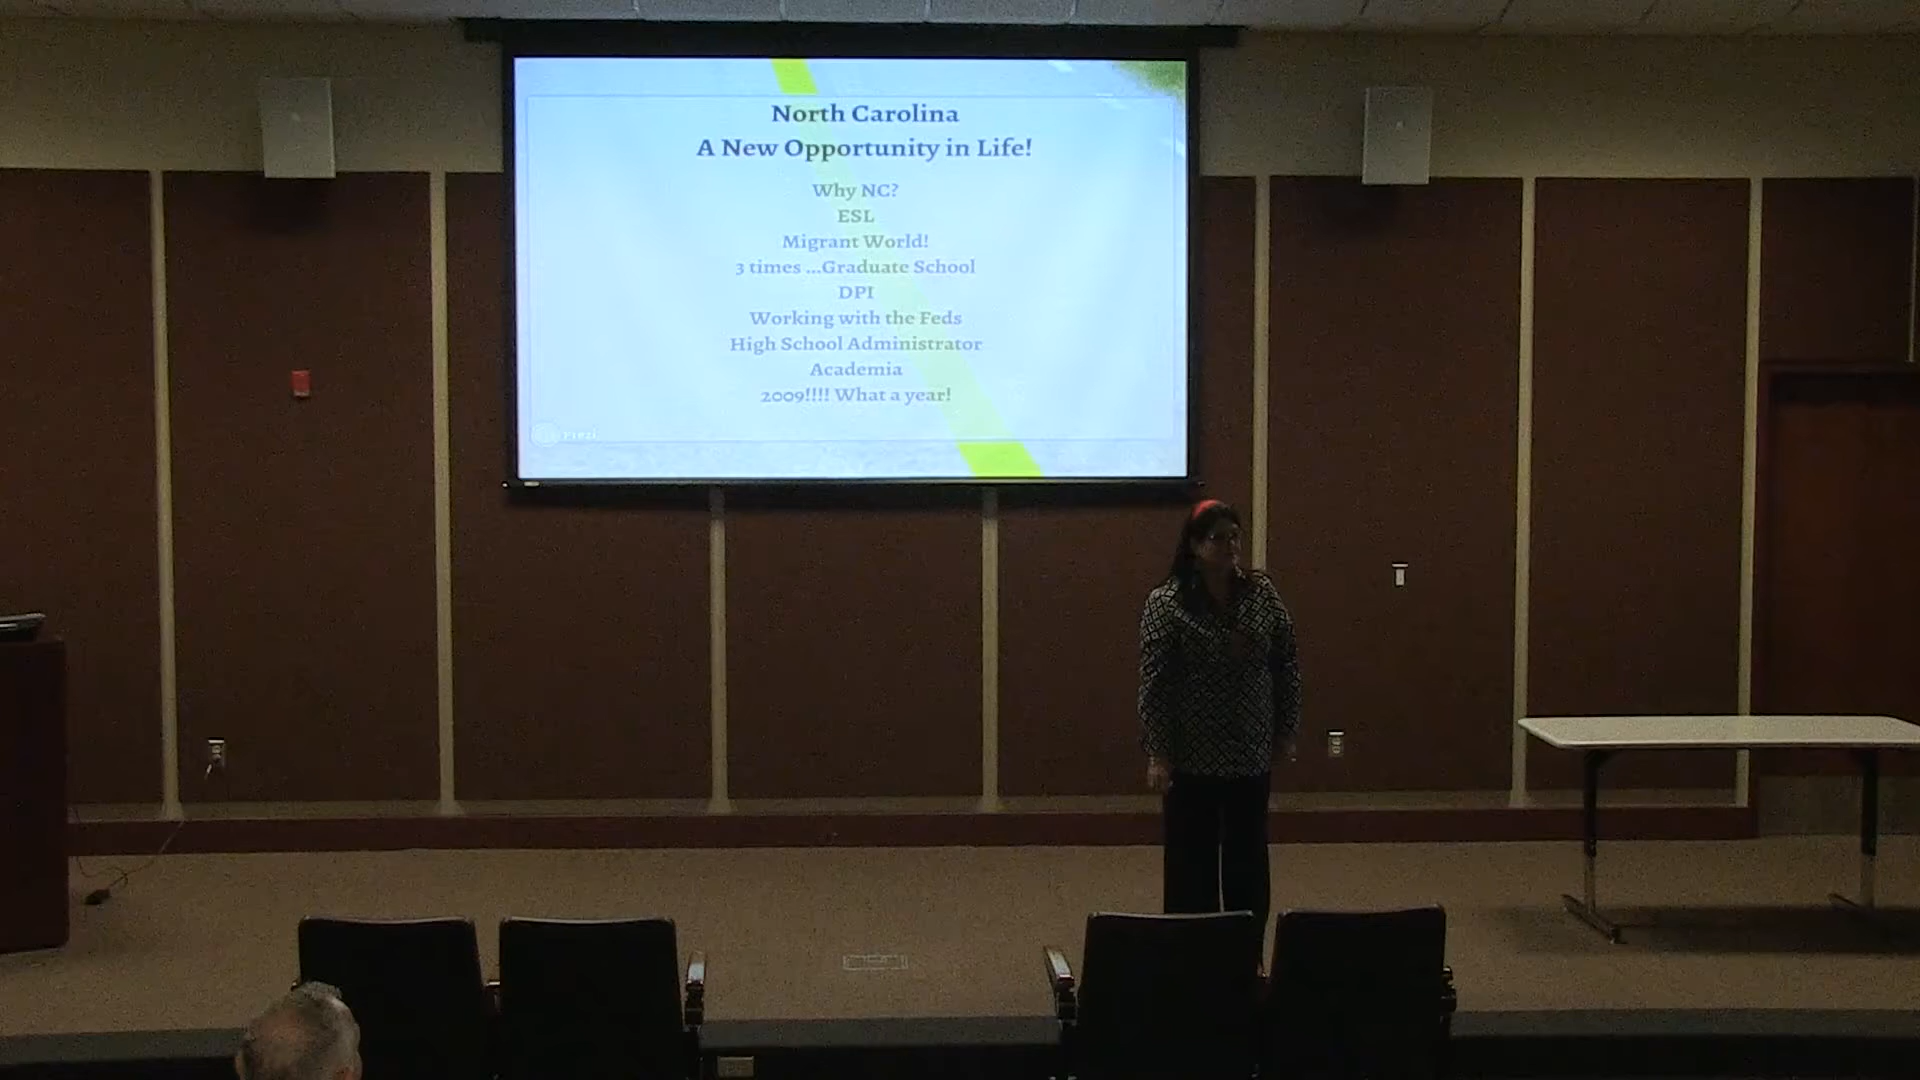 North Carolina
A New Opportunity in Life!
Why NC?
ESL
Migrant World!
3 times ...Graduate School
DPI
Working with the Feds
High School Administrator
Academia
2009!!!! What a year!
Prezi